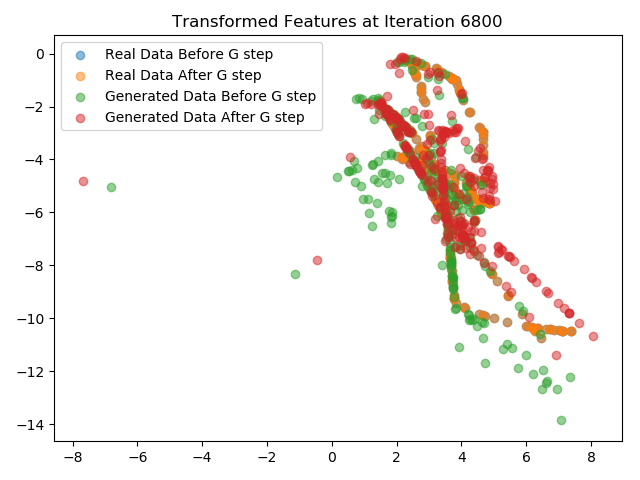 Transformed Features at Iteration 6800
0
−2
−4
−6
−8
−10
−12
−14
Real Data Before G step
Real Data After G step
Generated Data Before G step
Generated Data After G step
−8 −6 −4 −2 0 2 4 6 8